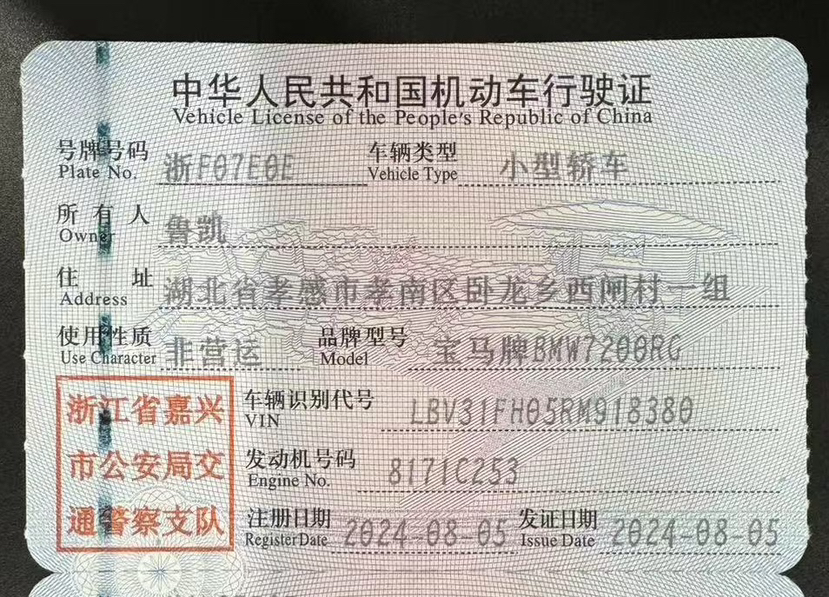 中华人民共和国机动车行驶证
Vehicle License of the People's Republic of China
号牌号码 浙F07E0E 车辆类型 小型轿车
Plate No. Vehicle Type
所有人 鲁凯
Owner
住址 湖北省孝感市孝南区卧龙乡西闸村一组
Address
使用性质 非营运 品牌型号 宝马牌BMW7200RG
Use Character Model
浙江省嘉兴
市公安局交
通警察支队
车辆识别代号 LBV31FH05RM918380
VIN
发动机号码 8171C253
Engine No.
注册日期 2024-08-05 发证日期 2024-08-05
Register Date Issue Date